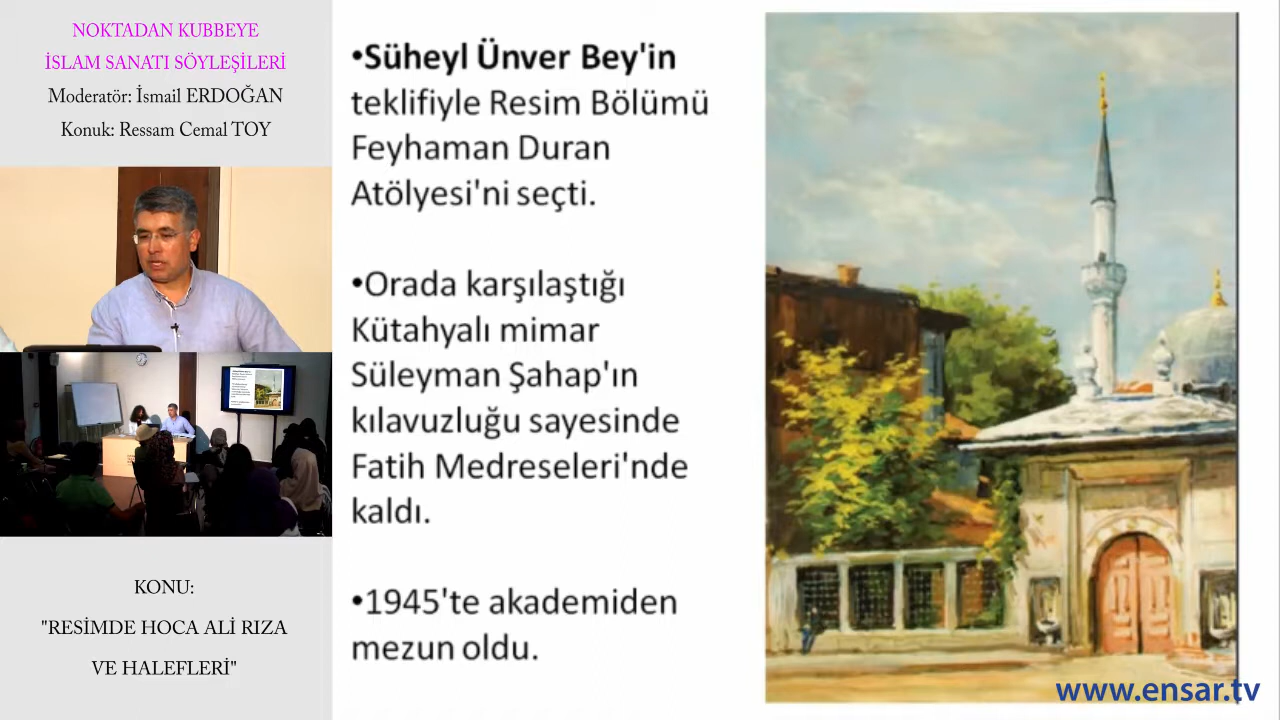 NOKTADAN KUBBEYE
İSLAM SANATI SÖYLEŞİLERİ
Moderatör: İsmail ERDOĞAN
Konuk: Ressam Cemal TOY
KONU:
"RESİMDE HOCA ALİ RIZA
VE HALEFLERİ"
•Süheyl Ünver Bey'in
teklifiyle Resim Bölümü
Feyhaman Duran
Atölyesi'ni seçti.
•Orada karşılaştığı
Kütahyalı mimar
Süleyman Şahap'ın
kılavuzluğu sayesinde
Fatih Medreseleri'nde
kaldı.
•1945'te akademiden
mezun oldu.
www.ensar.tv